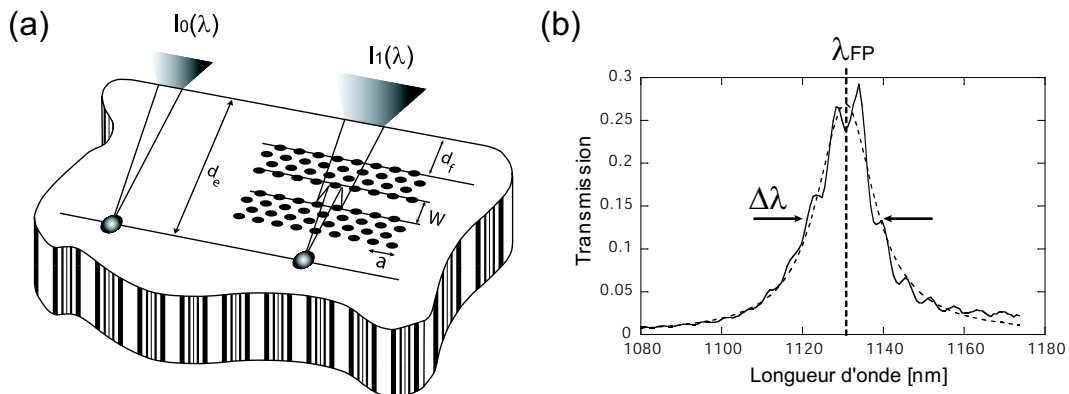 (a)
I0(λ)
I1(λ)
de
df
W
a
(b)
λFP
0.3
0.25
0.2
0.15
0.1
0.05
0
Transmission
Δλ
1080 1100 1120 1140 1160 1180
Longueur d'onde [nm]